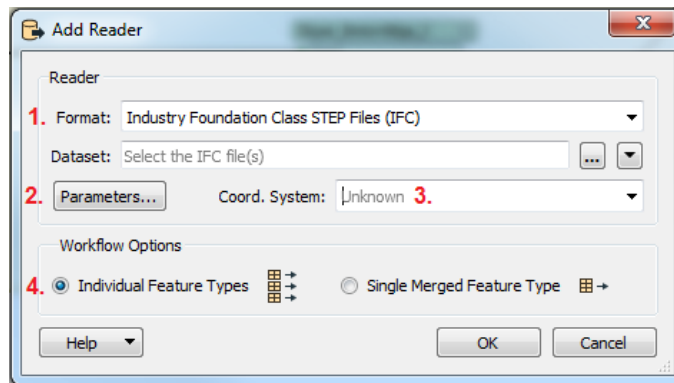 Add Reader
Reader
1. Format: Industry Foundation Class STEP Files (IFC)
Dataset: Select the IFC file(s) ...
2. Parameters... Coord. System: Unknown 3.
Workflow Options
4. Individual Feature Types Single Merged Feature Type
Help OK Cancel